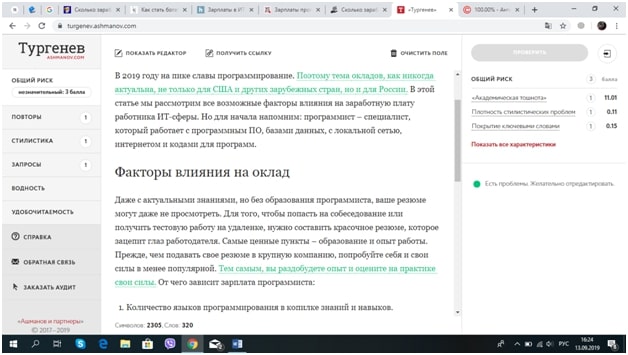 Сколько зараб
Как стать бога
Зарплаты в ИТ
Зарплаты про
Сколько зараб
«Тургенев»
100.00% - Ан
turgenev.ashmanov.com
Тургенев
ASHMANOV.COM
ПОКАЗАТЬ РЕДАКТОР
ПОЛУЧИТЬ ССЫЛКУ
ОЧИСТИТЬ ПОЛЕ
ПРОВЕРИТЬ
ОБЩИЙ РИСК
незначительный: 3 балла
ПОВТОРЫ 1
СТИЛИСТИКА 1
ЗАПРОСЫ 1
ВОДНОСТЬ
УДОБОЧИТАЕМОСТЬ
СПРАВКА
ОБРАТНАЯ СВЯЗЬ
ЗАКАЗАТЬ АУДИТ
«Ашманов и партнеры»
© 2017–2019
В 2019 году на пике славы программирование. Поэтому тема окладов, как никогда
актуальна, не только для США и других зарубежных стран, но и для России. В этой
статье мы рассмотрим все возможные факторы влияния на заработную плату
работника ИТ-сферы. Но для начала напомним: программист – специалист,
который работает с программным ПО, базами данных, с локальной сетью,
интернетом и кодами для программ.
Факторы влияния на оклад
Даже с актуальными знаниями, но без образования программиста, ваше резюме
могут даже не просмотреть. Для того, чтобы попасть на собеседование или
получить тестовую работу на удаленке, нужно составить красочное резюме, которое
зацепит глаз работодателя. Самые ценные пункты – образование и опыт работы.
Прежде, чем подавать свое резюме в крупную компанию, попробуйте себя и свои
силы в менее популярной. Тем самым, вы раздобудете опыт и оцените на практике
свои силы. От чего зависит зарплата программиста:
1. Количество языков программирования в копилке знаний и навыков.
Символов: 2305, Слов: 320
ОБЩИЙ РИСК 3 Балл
«Академическая тошнота» 11.01
Плотность стилистических проблем 1 0.11
Покрытие ключевыми словами 1 0.15
Показать все характеристики
Есть проблемы. Желательно отредактировать.
РУС
16:24
13.09.2019